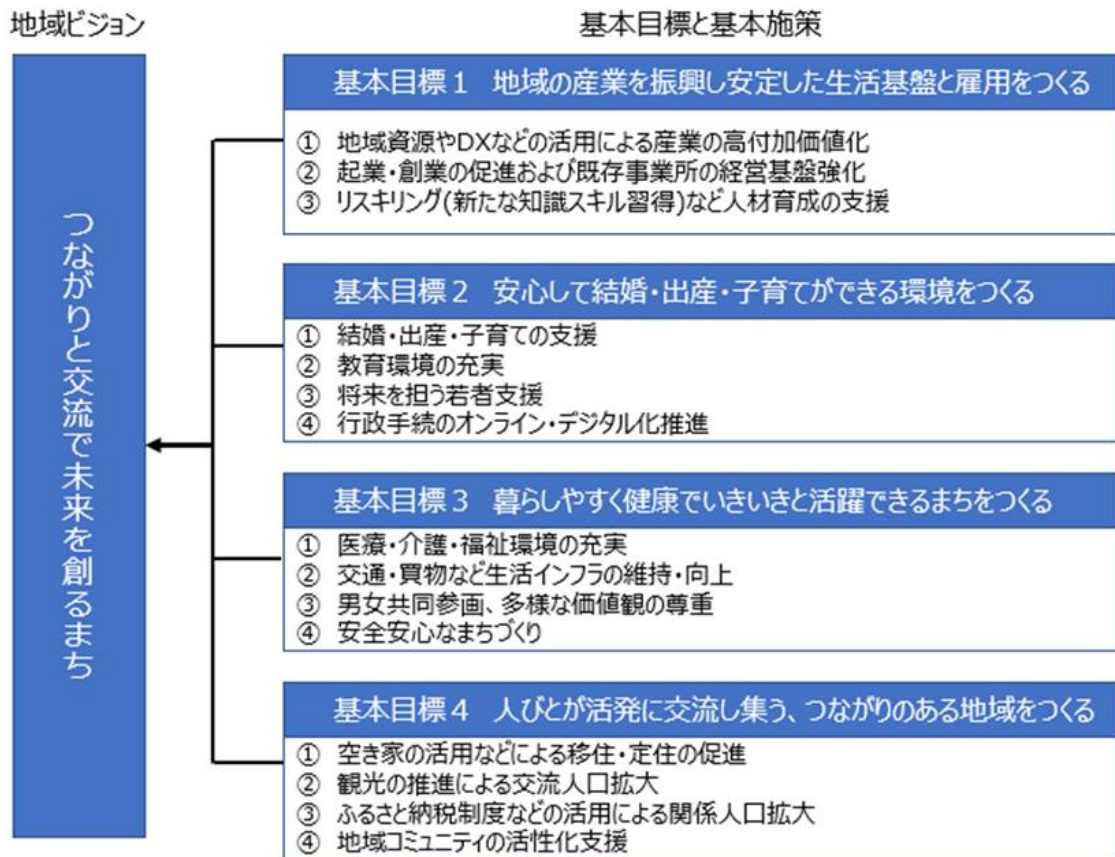 地域ビジョン
基本目標と基本施策
つながりと交流で未来を創るまち
基本目標1 地域の産業を振興し安定した生活基盤と雇用をつくる
① 地域資源やDXなどの活用による産業の高付加価値化
② 起業・創業の促進および既存事業所の経営基盤強化
③ リスキリング(新たな知識スキル習得)など人材育成の支援
基本目標2 安心して結婚・出産・子育てができる環境をつくる
① 結婚・出産・子育ての支援
② 教育環境の充実
③ 将来を担う若者支援
④ 行政手続のオンライン・デジタル化推進
基本目標3 暮らしやすく健康でいきいきと活躍できるまちをつくる
① 医療・介護・福祉環境の充実
② 交通・買物など生活インフラの維持・向上
③ 男女共同参画、多様な価値観の尊重
④ 安全安心なまちづくり
基本目標4 人びとが活発に交流し集う、つながりのある地域をつくる
① 空き家の活用などによる移住・定住の促進
② 観光の推進による交流人口拡大
③ ふるさと納税制度などの活用による関係人口拡大
④ 地域コミュニティの活性化支援